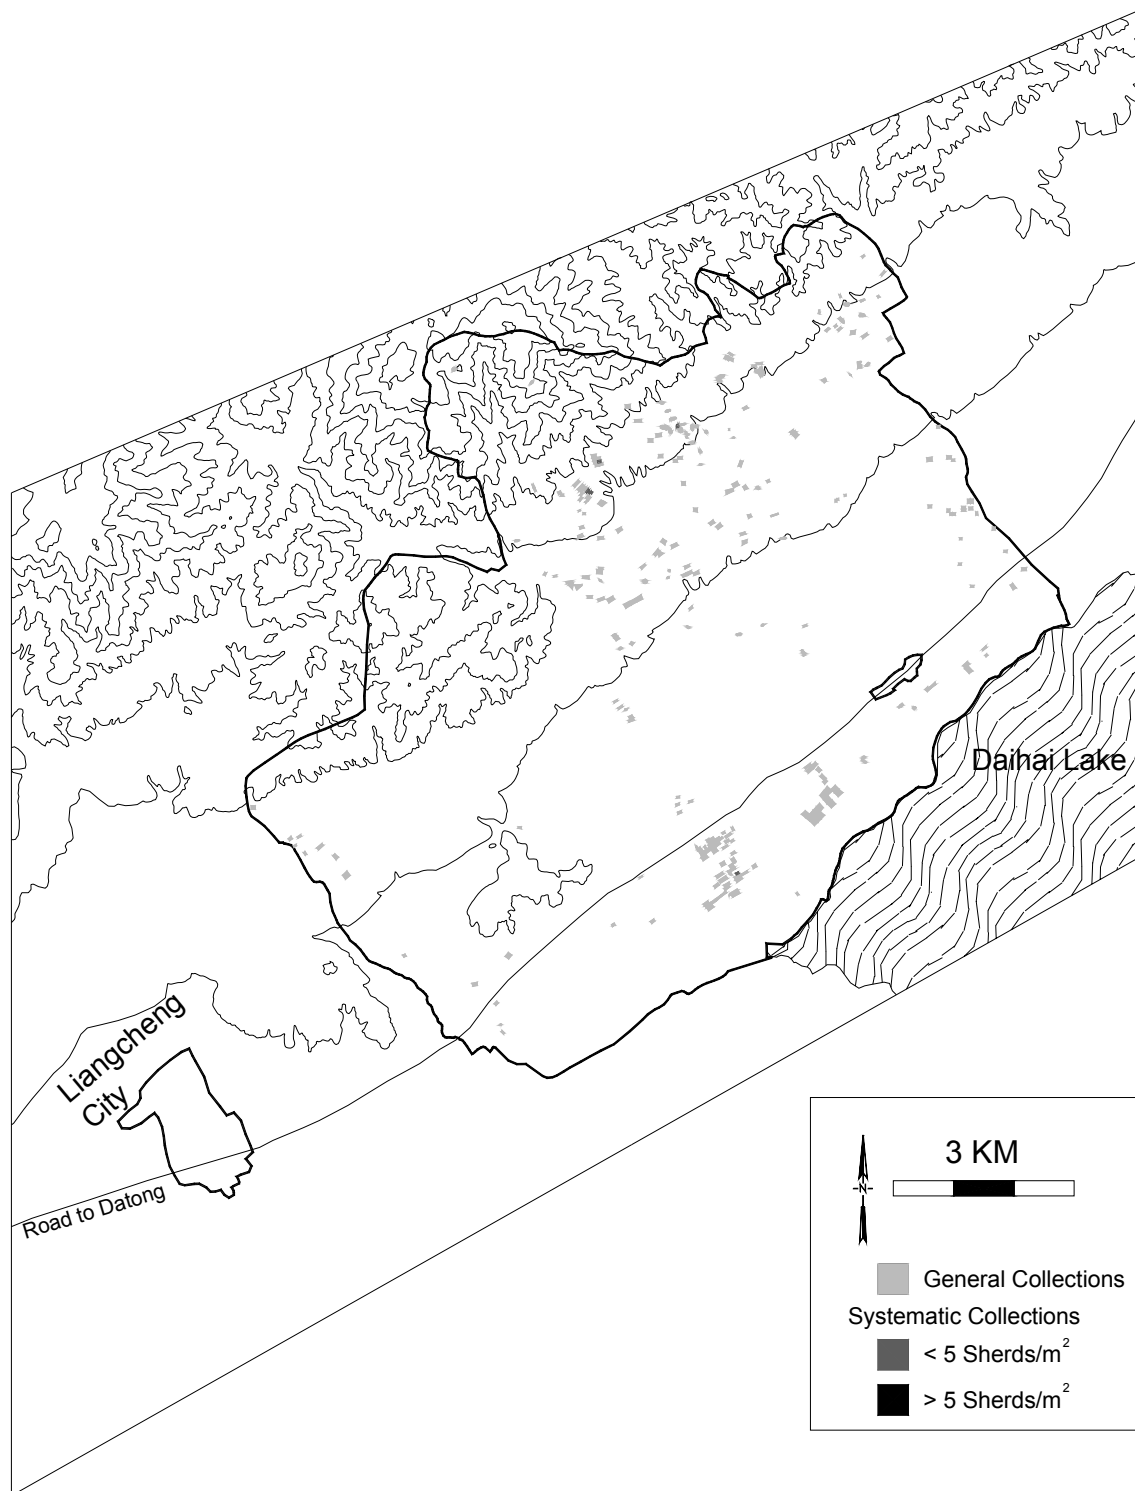 Daihai Lake
Liangcheng
City
Road to Datong
3 KM
N
General Collections
Systematic Collections
< 5 Sherds/m²
> 5 Sherds/m²